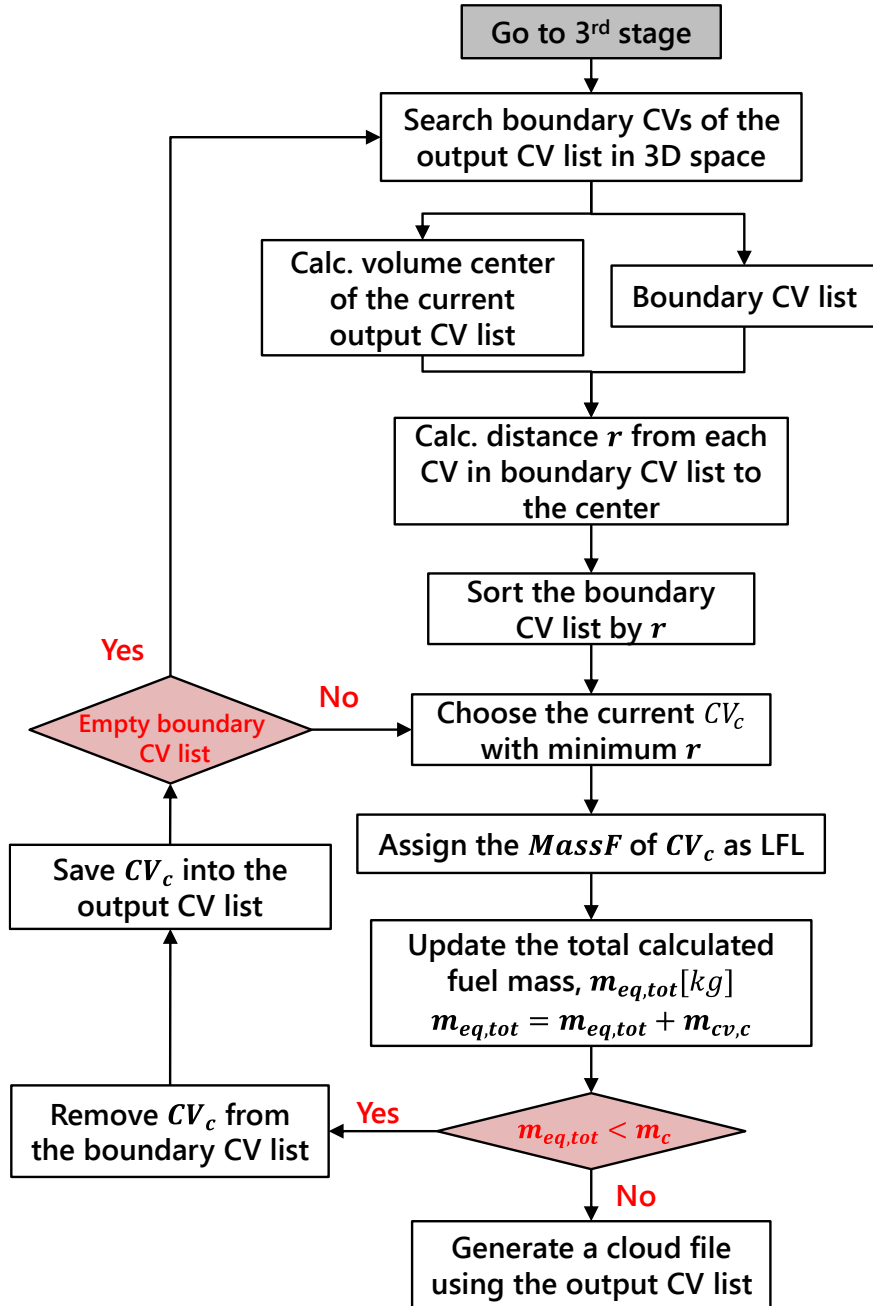 Go to 3rd stage
Search boundary CVs of the
output CV list in 3D space
Calc. volume center
of the current
output CV list
Boundary CV list
Calc. distance r from each
CV in boundary CV list to
the center
Sort the boundary
CV list by r
Yes
No
Empty boundary
CV list
Choose the current CVc
with minimum r
Assign the MassF of CVc as LFL
Save CVc into the
output CV list
Update the total calculated
fuel mass, meq,tot[kg]
meq,tot = meq,tot + mcv,c
Remove CVc from
the boundary CV list
Yes
meq,tot < mc
No
Generate a cloud file
using the output CV list